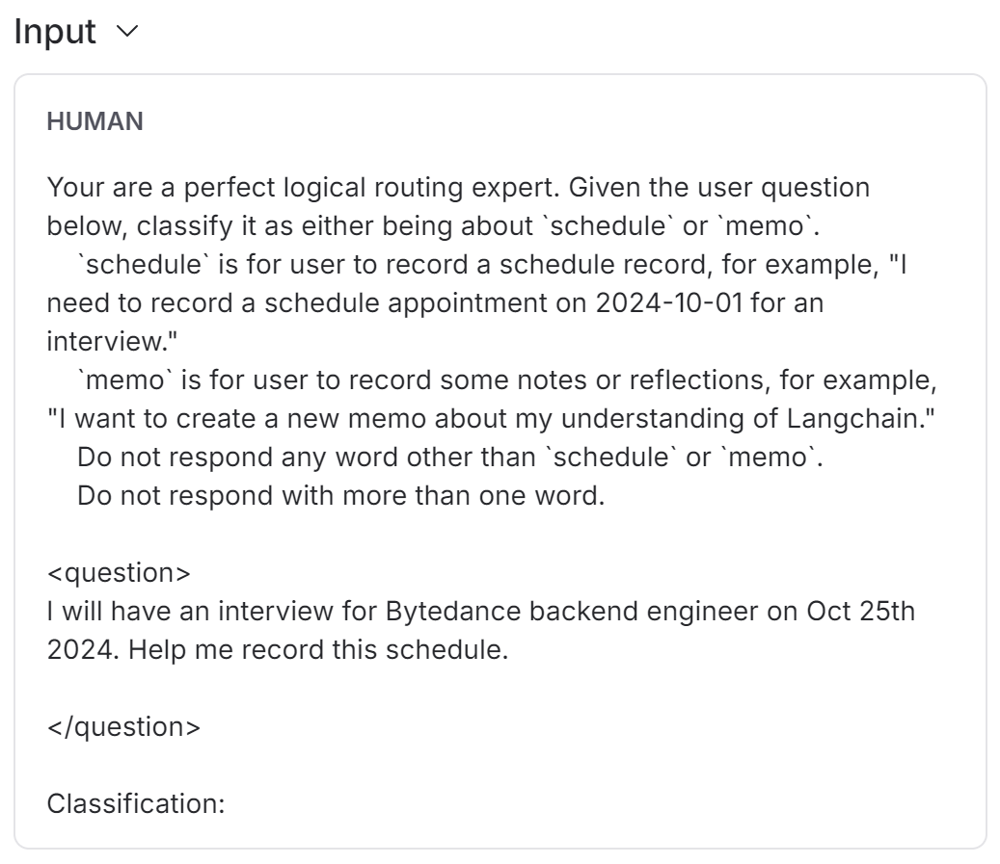 Input
HUMAN
Your are a perfect logical routing expert. Given the user question
below, classify it as either being about `schedule` or `memo`.
`schedule` is for user to record a schedule record, for example, "I
need to record a schedule appointment on 2024-10-01 for an
interview."
`memo` is for user to record some notes or reflections, for example,
"I want to create a new memo about my understanding of Langchain."
Do not respond any word other than `schedule` or `memo`.
Do not respond with more than one word.
<question>
I will have an interview for Bytedance backend engineer on Oct 25th
2024. Help me record this schedule.
</question>
Classification: